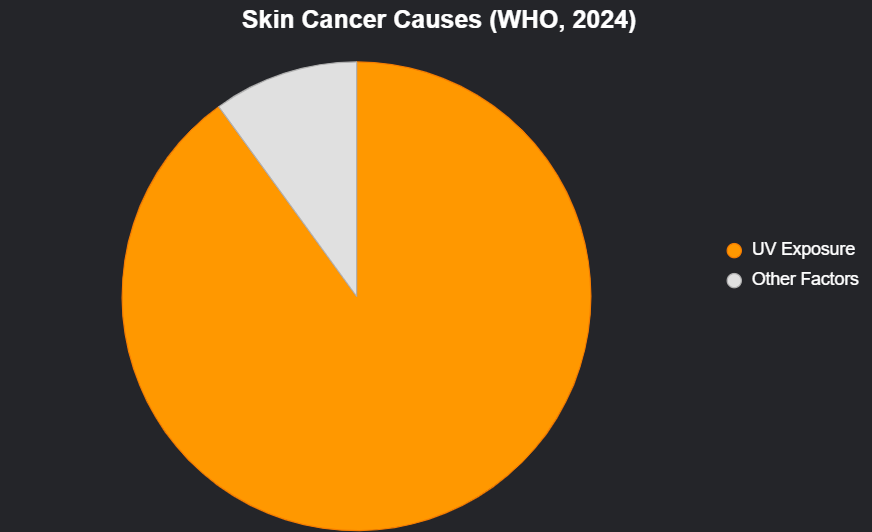 Skin Cancer Causes (WHO, 2024)
UV Exposure
Other Factors